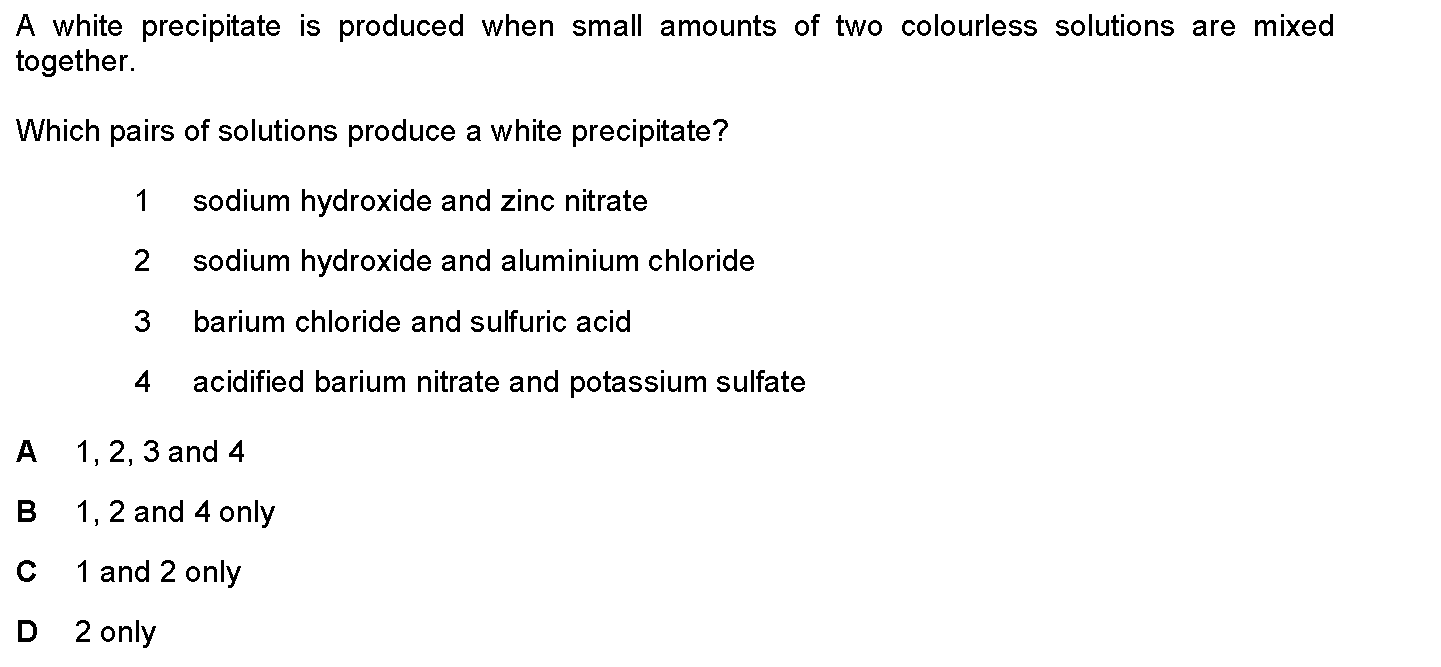 A white precipitate is produced when small amounts of two colourless solutions are mixed
together.
Which pairs of solutions produce a white precipitate?
1 sodium hydroxide and zinc nitrate
2 sodium hydroxide and aluminium chloride
3 barium chloride and sulfuric acid
4 acidified barium nitrate and potassium sulfate
A 1, 2, 3 and 4
B 1, 2 and 4 only
C 1 and 2 only
D 2 only